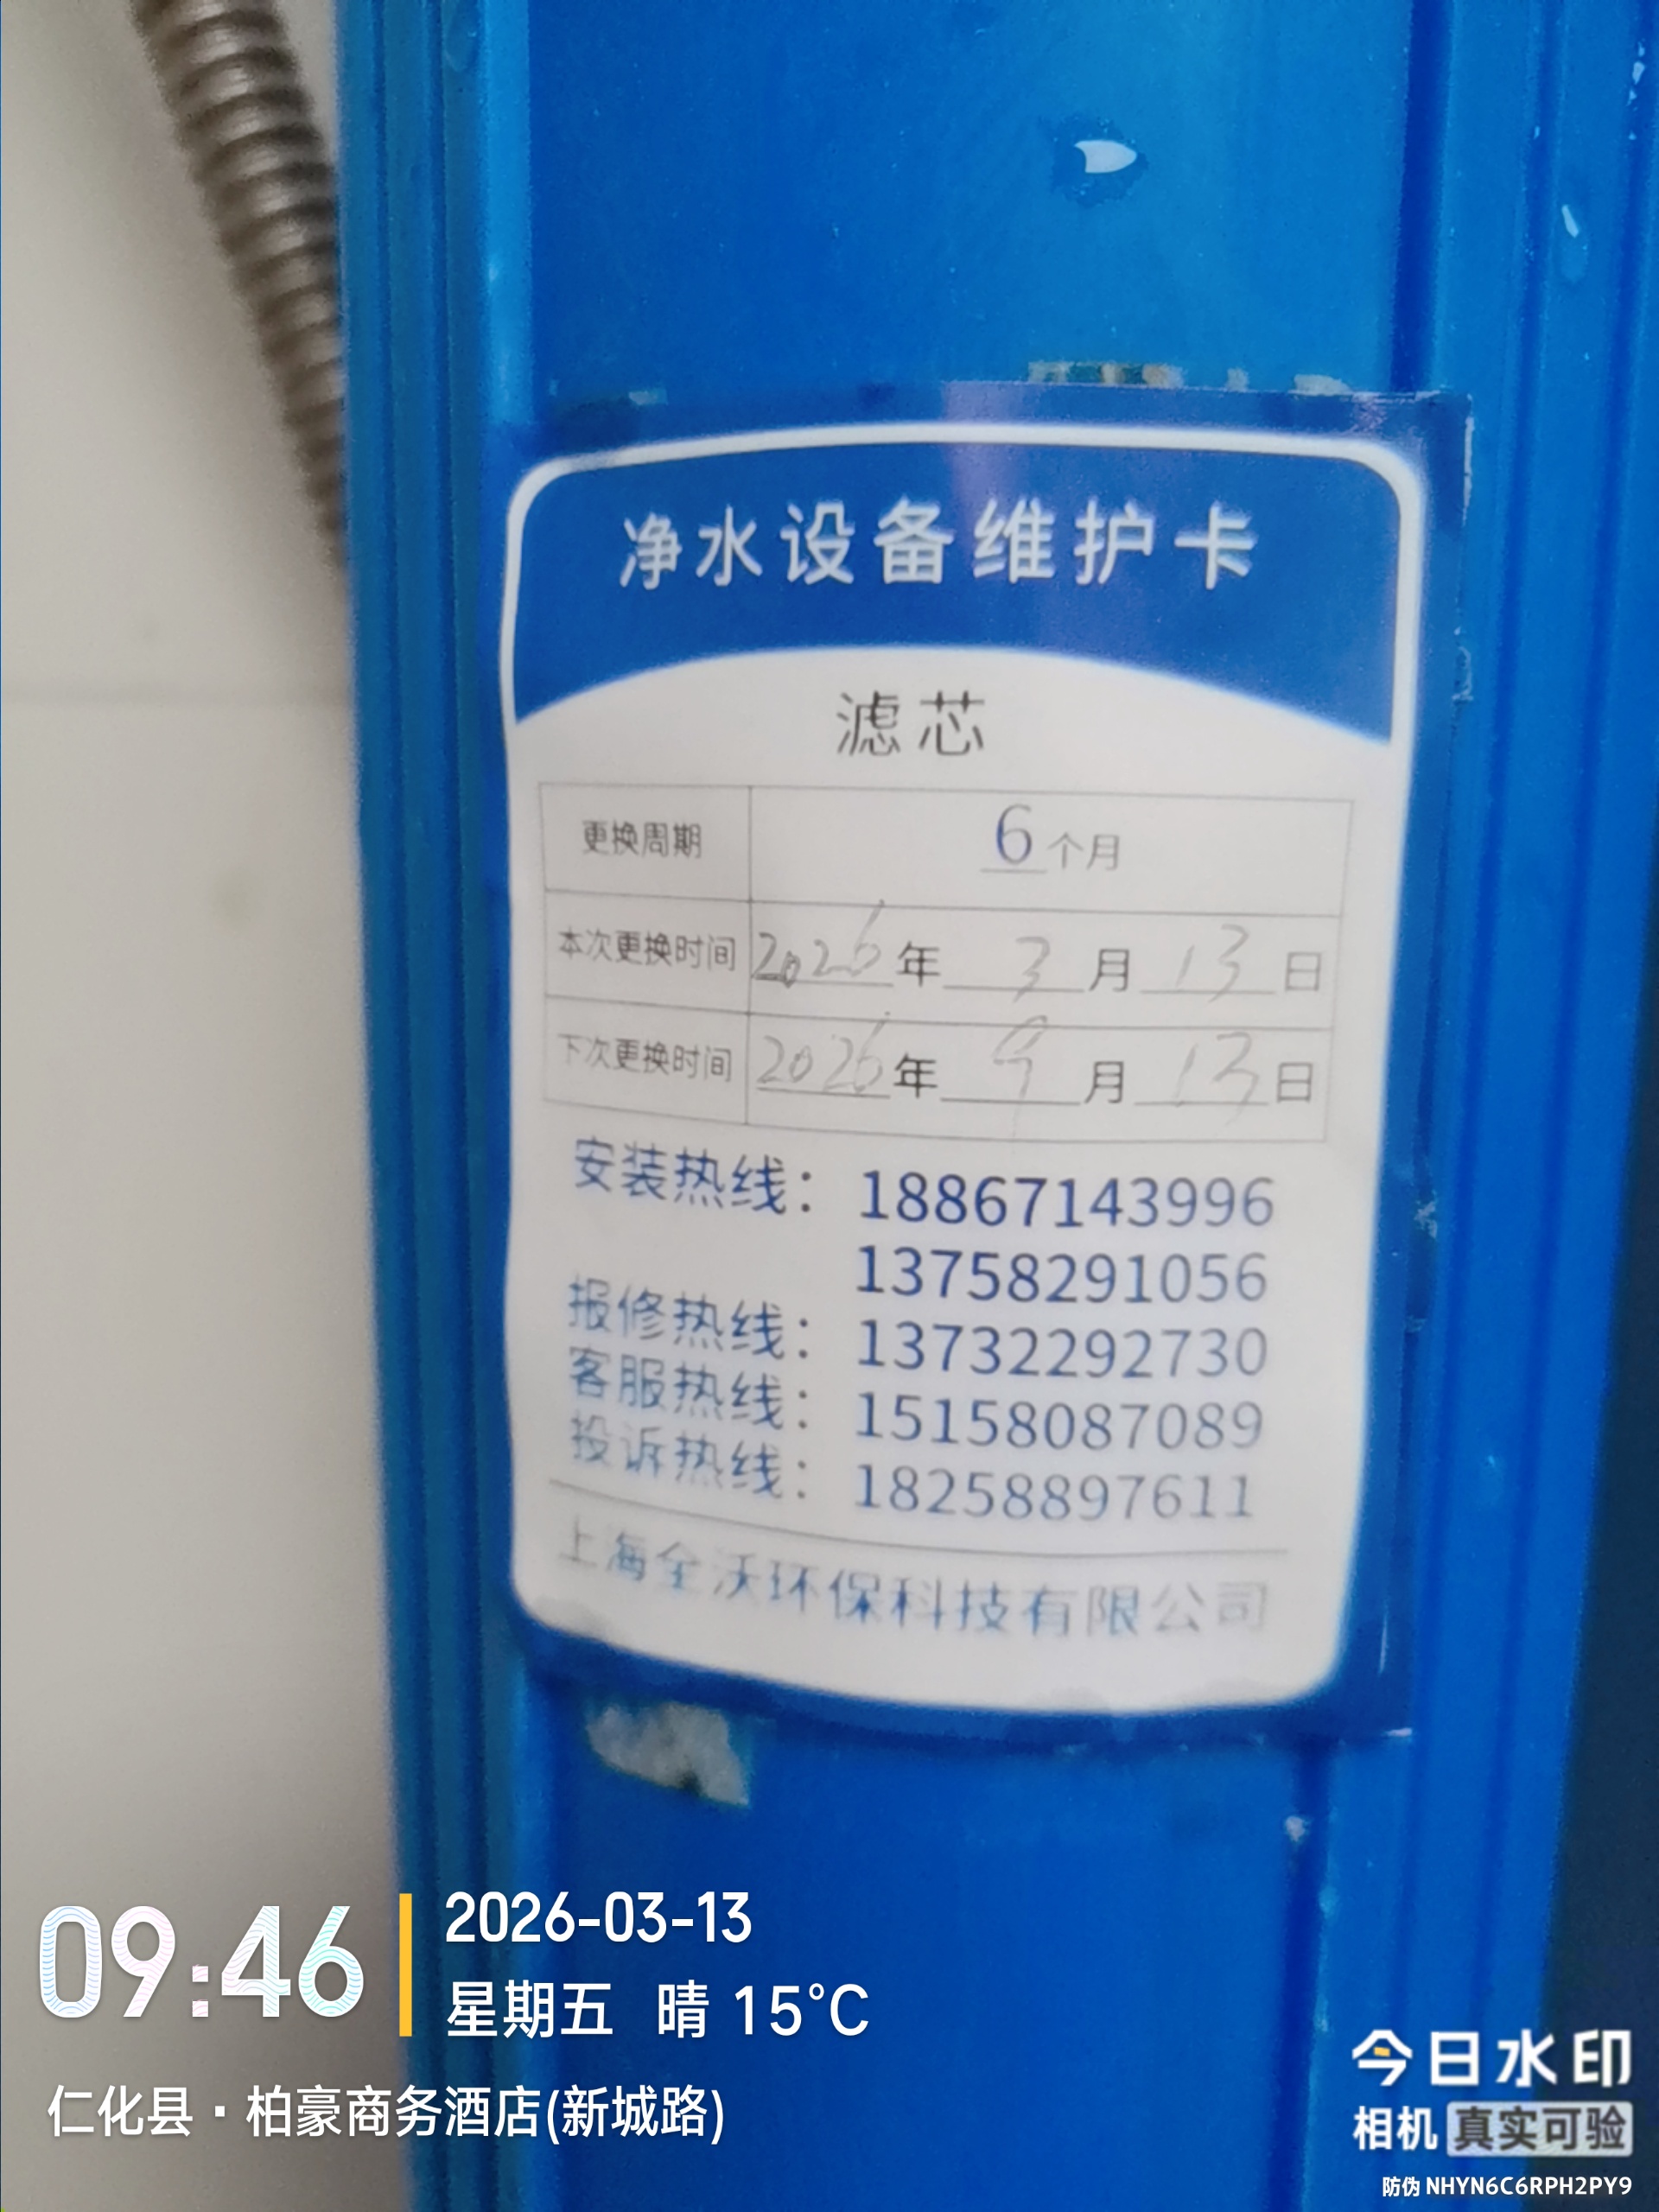 净水设备维护卡
滤芯
更换周期 6个月
本次更换时间 2026年3月13日
下次更换时间 2026年9月13日
安装热线：18867143996
13758291056
报修热线：13732292730
客服热线：15158087089
投诉热线：18258897611
上海全沃环保科技有限公司
09:46
2026-03-13
星期五 晴 15°C
仁化县·柏豪商务酒店(新城路)
今日水印
相机 真实可验
防伪 NHYN6C6RPH2PY9